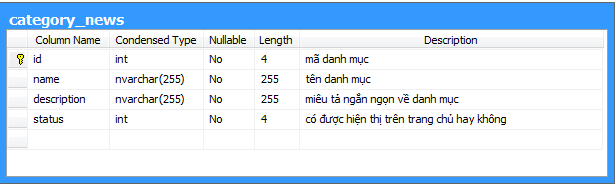 category_news
Column Name Condensed Type Nullable Length Description
id int No 4 mã danh mục
name nvarchar(255) No 255 tên danh mục
description nvarchar(255) No 255 miêu tả ngắn ngọn về danh mục
status int No 4 có được hiện thị trên trang chủ hay không